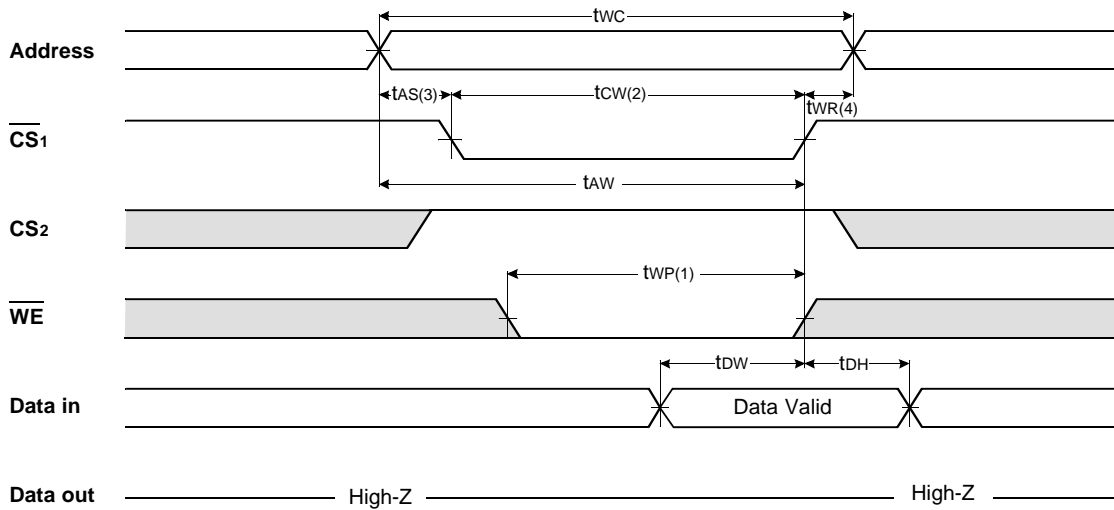 tWC
Address
tAS(3) tCW(2) tWR(4)
CS1
tAW
CS2
tWP(1)
WE
tDW tDH
Data in Data Valid
Data out High-Z High-Z